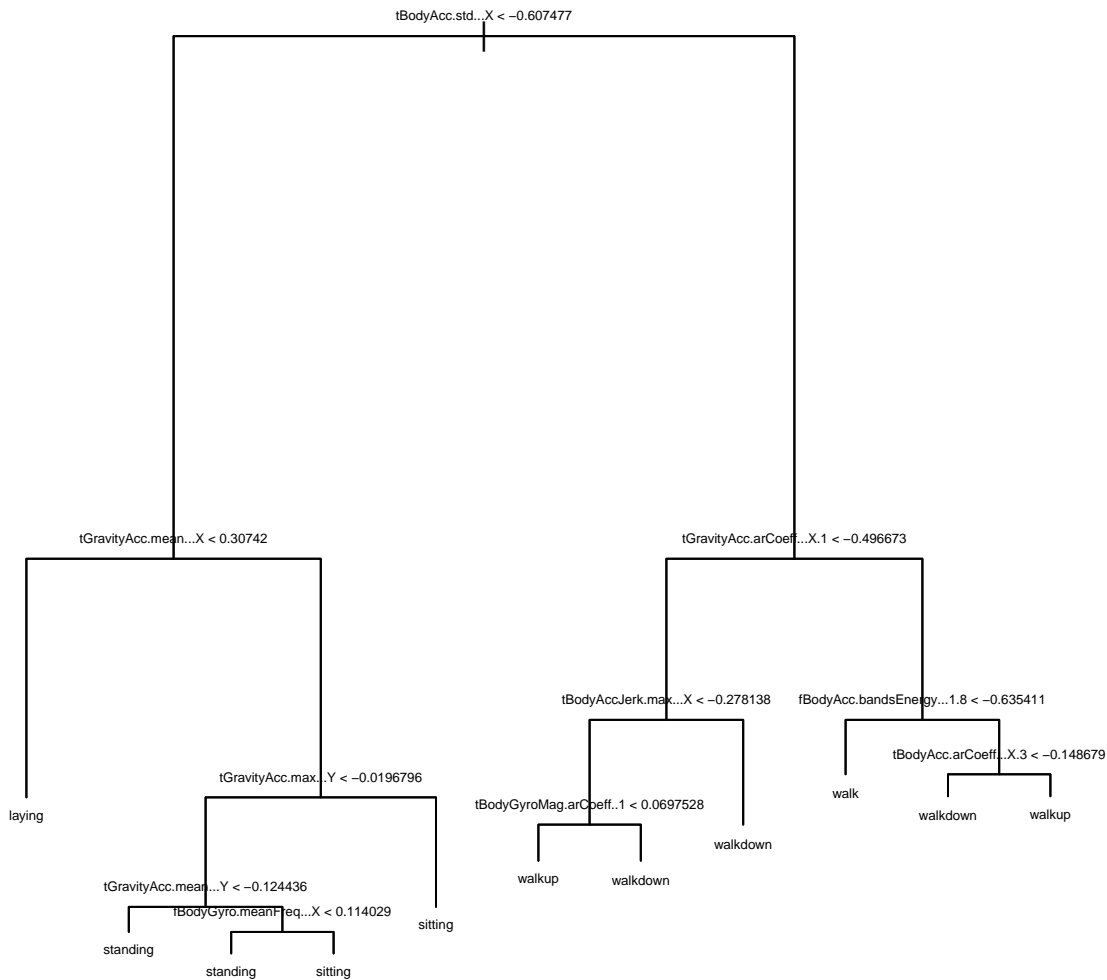 tBodyAcc.std...X < −0.607477
tGravityAcc.mean...X < 0.30742
tGravityAcc.arCoeff...X.1 < −0.496673
tBodyAccJerk.max...X < −0.278138
fBodyAcc.bandsEnergy...1.8 < −0.635411
tBodyAcc.arCoeff...X.3 < −0.148679
tGravityAcc.max...Y < −0.0196796
tBodyGyroMag.arCoeff..1 < 0.0697528
laying
walk
walkdown
walkup
walkdown
walkup
walkdown
tGravityAcc.mean...Y < −0.124436
fBodyGyro.meanFreq...X < 0.114029
sitting
standing
standing
sitting